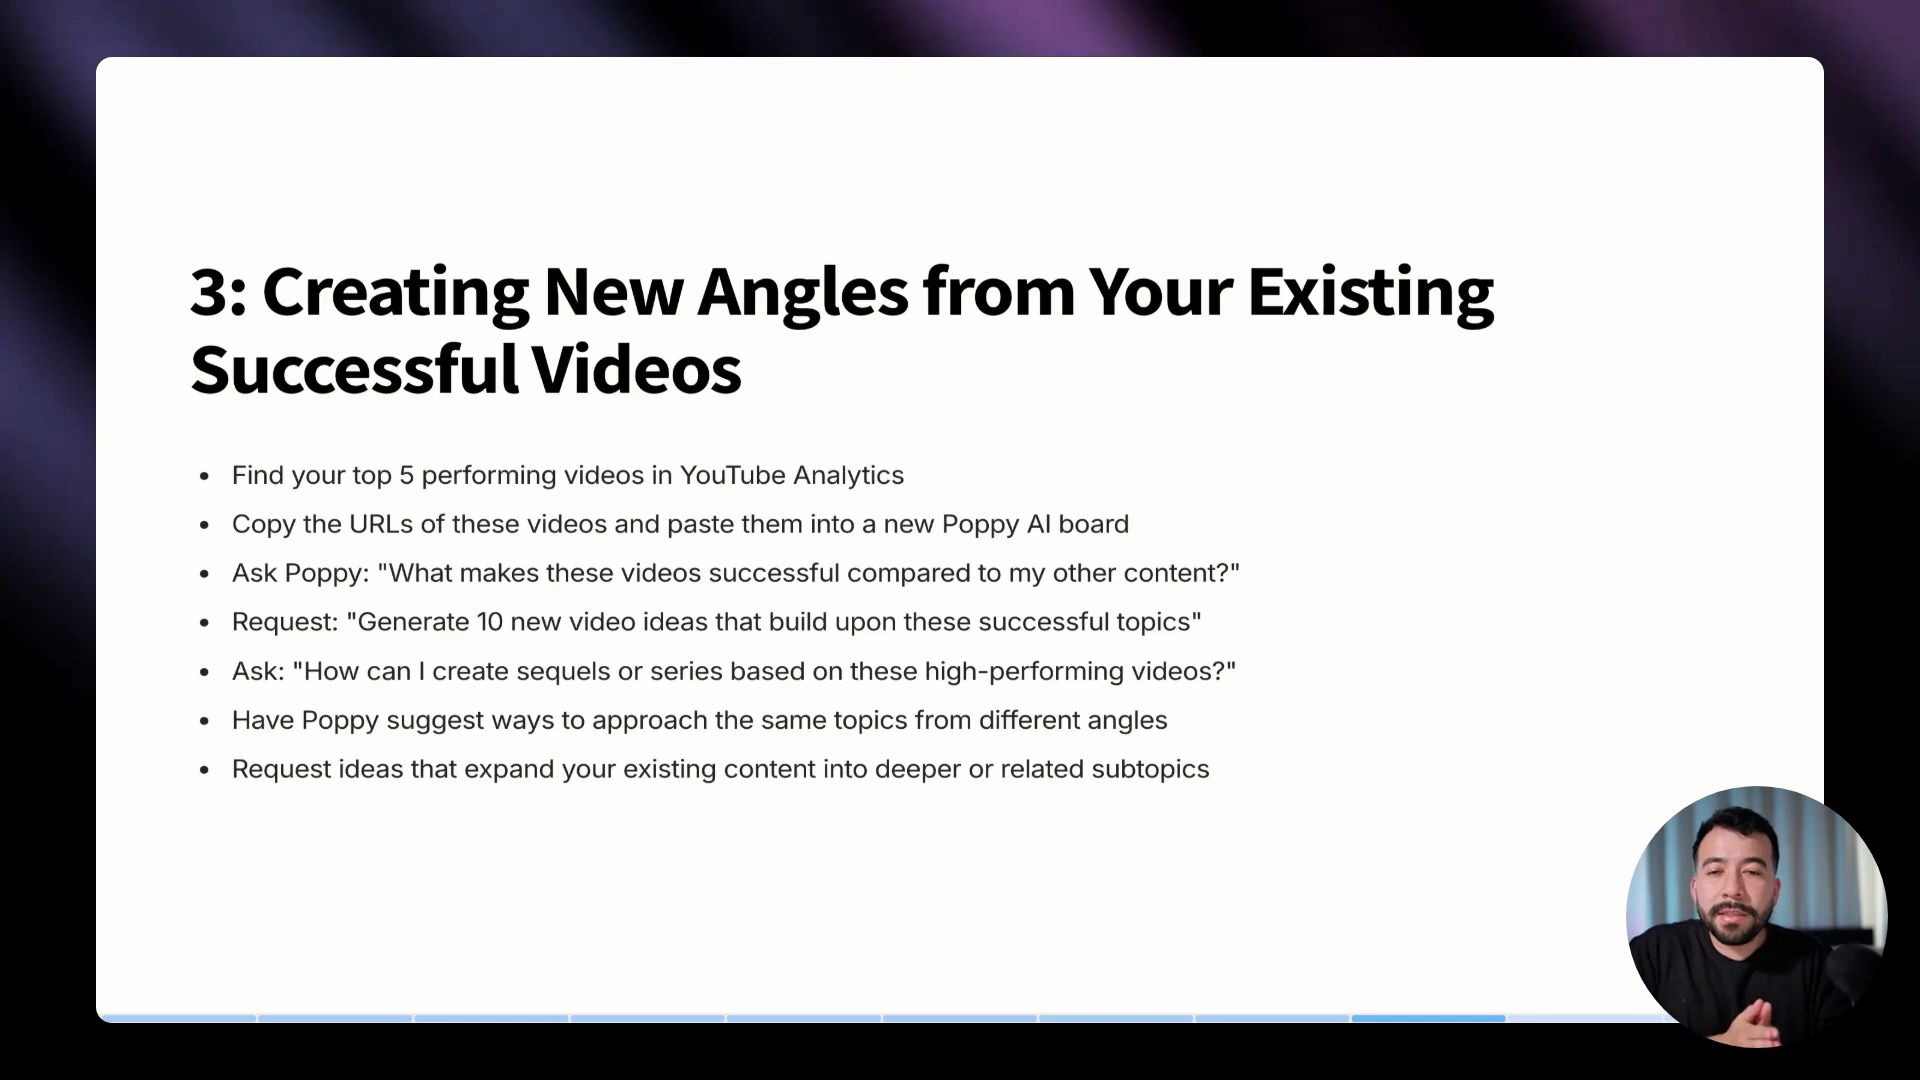 3: Creating New Angles from Your Existing
Successful Videos
• Find your top 5 performing videos in YouTube Analytics
• Copy the URLs of these videos and paste them into a new Poppy AI board
• Ask Poppy: "What makes these videos successful compared to my other content?"
• Request: "Generate 10 new video ideas that build upon these successful topics"
• Ask: "How can I create sequels or series based on these high-performing videos?"
• Have Poppy suggest ways to approach the same topics from different angles
• Request ideas that expand your existing content into deeper or related subtopics